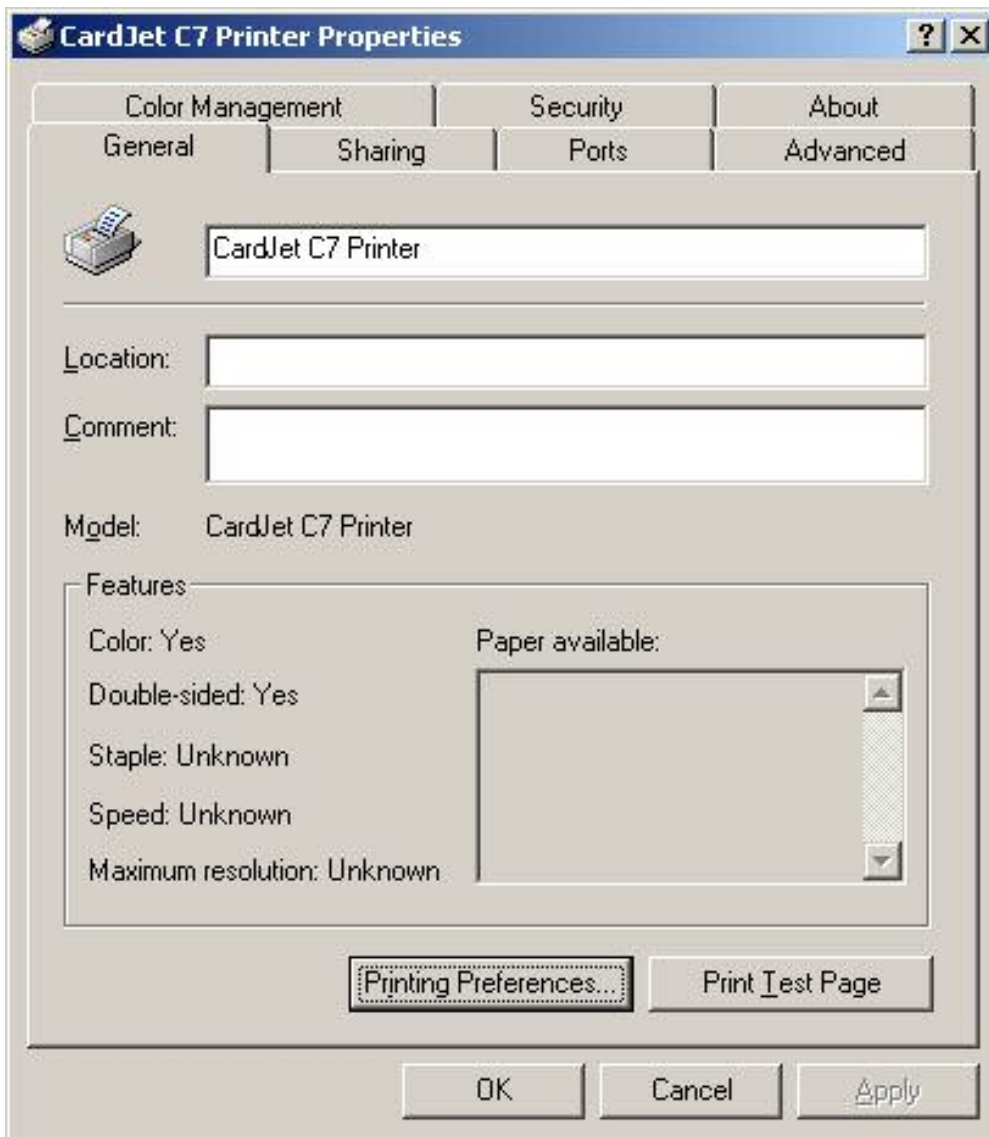 CardJet C7 Printer Properties
?
Color Management Security About
General Sharing Ports Advanced
CardJet C7 Printer
Location:
Comment:
Model: CardJet C7 Printer
Features
Color: Yes Paper available:
Double-sided: Yes
Staple: Unknown
Speed: Unknown
Maximum resolution: Unknown
Printing Preferences... Print Test Page
OK Cancel Apply